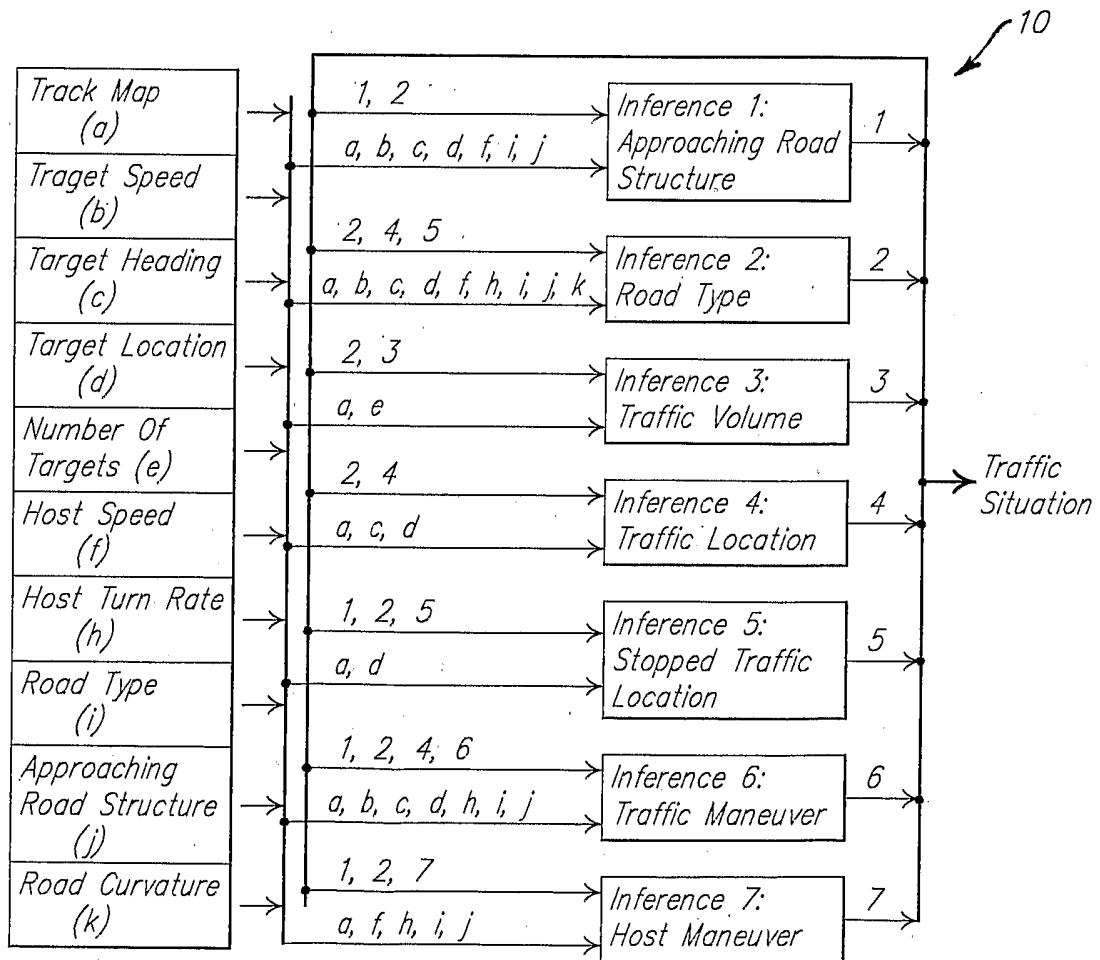 10
Track Map
(a)
Traget Speed
(b)
Target Heading
(c)
Target Location
(d)
Number Of
Targets (e)
Host Speed
(f)
Host Turn Rate
(h)
Road Type
(i)
Approaching
Road Structure
(j)
Road Curvature
(k)
1, 2
a, b, c, d, f, i, j
Inference 1:
Approaching Road
Structure
1
2, 4, 5
a, b, c, d, f, h, i, j, k
Inference 2:
Road Type
2
2, 3
a, e
Inference 3:
Traffic Volume
3
2, 4
a, c, d
Inference 4:
Traffic Location
4
1, 2, 5
a, d
Inference 5:
Stopped Traffic
Location
5
1, 2, 4, 6
a, b, c, d, h, i, j
Inference 6:
Traffic Maneuver
6
1, 2, 7
a, f, h, i, j
Inference 7:
Host Maneuver
7
Traffic
Situation